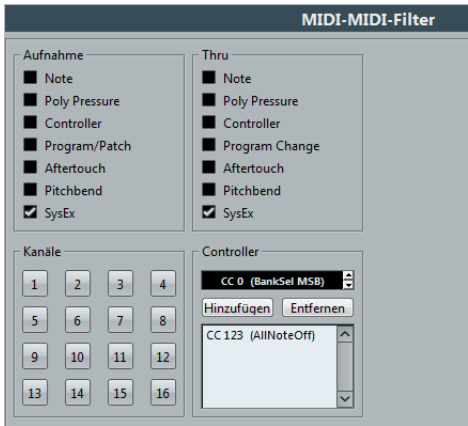 MIDI-MIDI-Filter
Aufnahme
Note
Poly Pressure
Controller
Program/Patch
Aftertouch
Pitchbend
SysEx
Thru
Note
Poly Pressure
Controller
Program Change
Aftertouch
Pitchbend
SysEx
Kanäle
1 2 3 4
5 6 7 8
9 10 11 12
13 14 15 16
Controller
CC 0 (BankSel MSB)
Hinzufügen Entfernen
CC 123 (AllNoteOff)